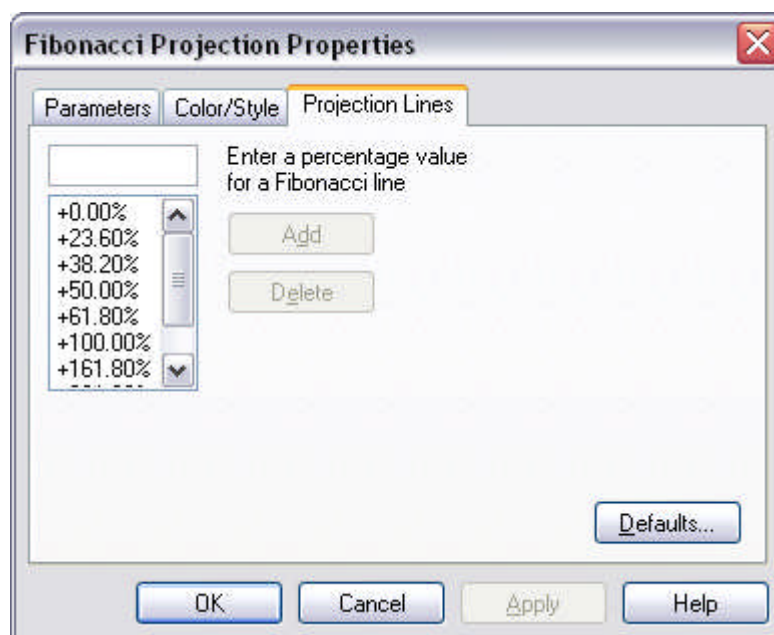 Fibonacci Projection Properties
Parameters Color/Style Projection Lines
Enter a percentage value
for a Fibonacci line
+0.00%
+23.60%
+38.20%
+50.00%
+61.80%
+100.00%
+161.80%
Add
Delete
Defaults...
OK Cancel Apply Help